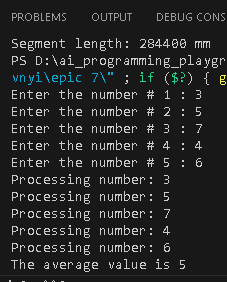 PROBLEMS OUTPUT DEBUG CONS
Segment length: 284400 mm
PS D:\ai_programming_playgr
vnyi\epic 7\" ; if ($?) { g
Enter the number # 1 : 3
Enter the number # 2 : 5
Enter the number # 3 : 7
Enter the number # 4 : 4
Enter the number # 5 : 6
Processing number: 3
Processing number: 5
Processing number: 7
Processing number: 4
Processing number: 6
The average value is 5